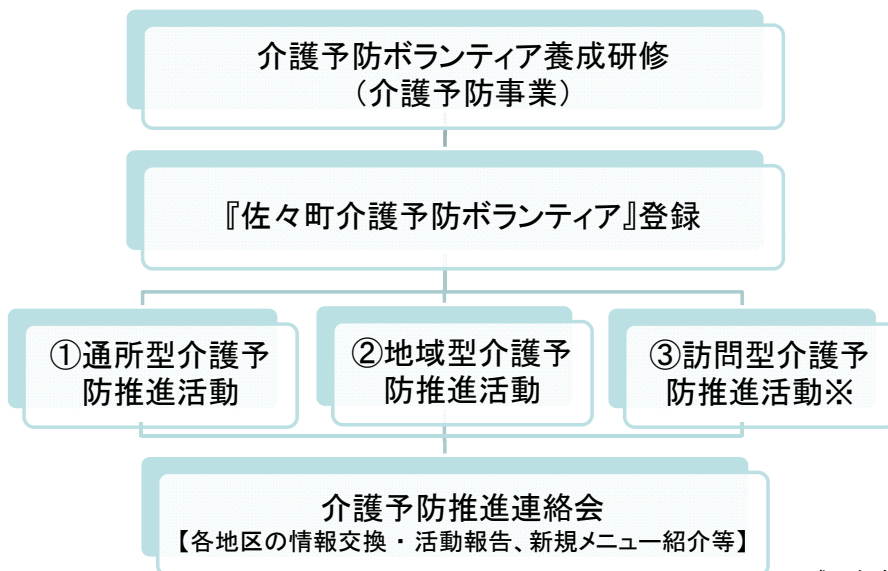 介護予防ボランティア養成研修
(介護予防事業)
『佐々町介護予防ボランティア』登録
①通所型介護予
防推進活動
②地域型介護予
防推進活動
③訪問型介護予
防推進活動※
介護予防推進連絡会
【各地区の情報交換・活動報告、新規メニュー紹介等】